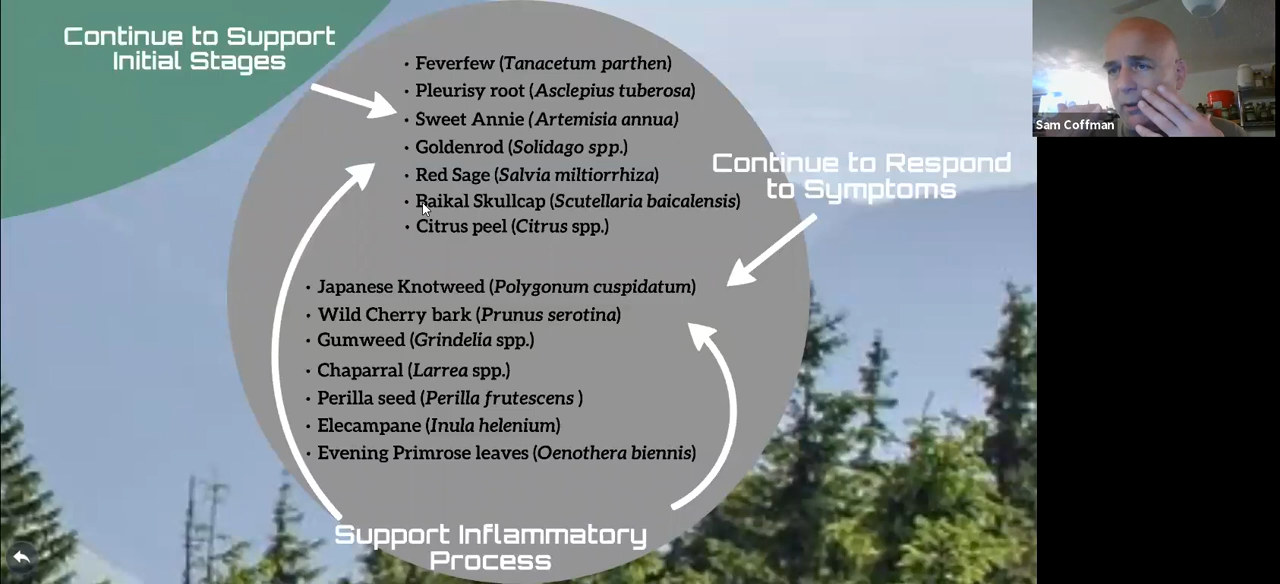 Continue to Support
Initial Stages
• Feverfew (Tanacetum parthen)
• Pleurisy root (Asclepius tuberosa)
• Sweet Annie (Artemisia annua)
• Goldenrod (Solidago spp.)
• Red Sage (Salvia miltiorrhiza)
• Baikal Skullcap (Scutellaria baicalensis)
• Citrus peel (Citrus spp.)
Continue to Respond
to Symptoms
• Japanese Knotweed (Polygonum cuspidatum)
• Wild Cherry bark (Prunus serotina)
• Gumweed (Grindelia spp.)
• Chaparral (Larrea spp.)
• Perilla seed (Perilla frutescens )
• Elecampane (Inula helenium)
• Evening Primrose leaves (Oenothera biennis)
Support Inflammatory
Process
Sam Coffman